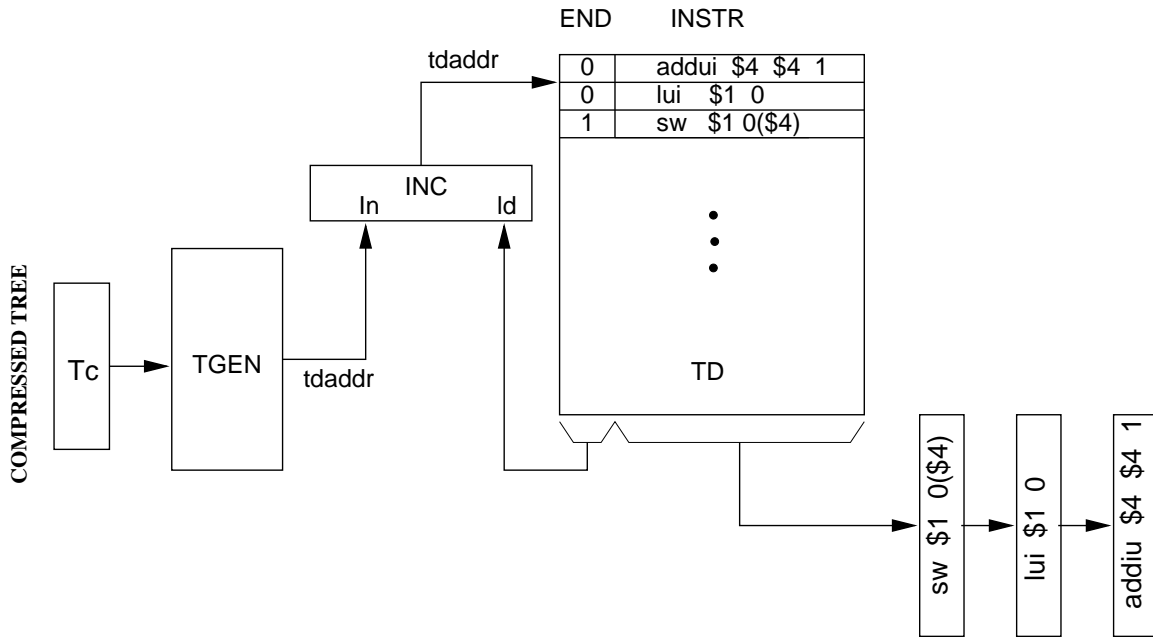 END INSTR
tdaddr
0 addui $4 $4 1
0 lui $1 0
1 sw $1 0($4)
INC
In ld
COMPRESSED TREE
Tc
TGEN
tdaddr
TD
sw $1 0($4)
lui $1 0
addiu $4 $4 1